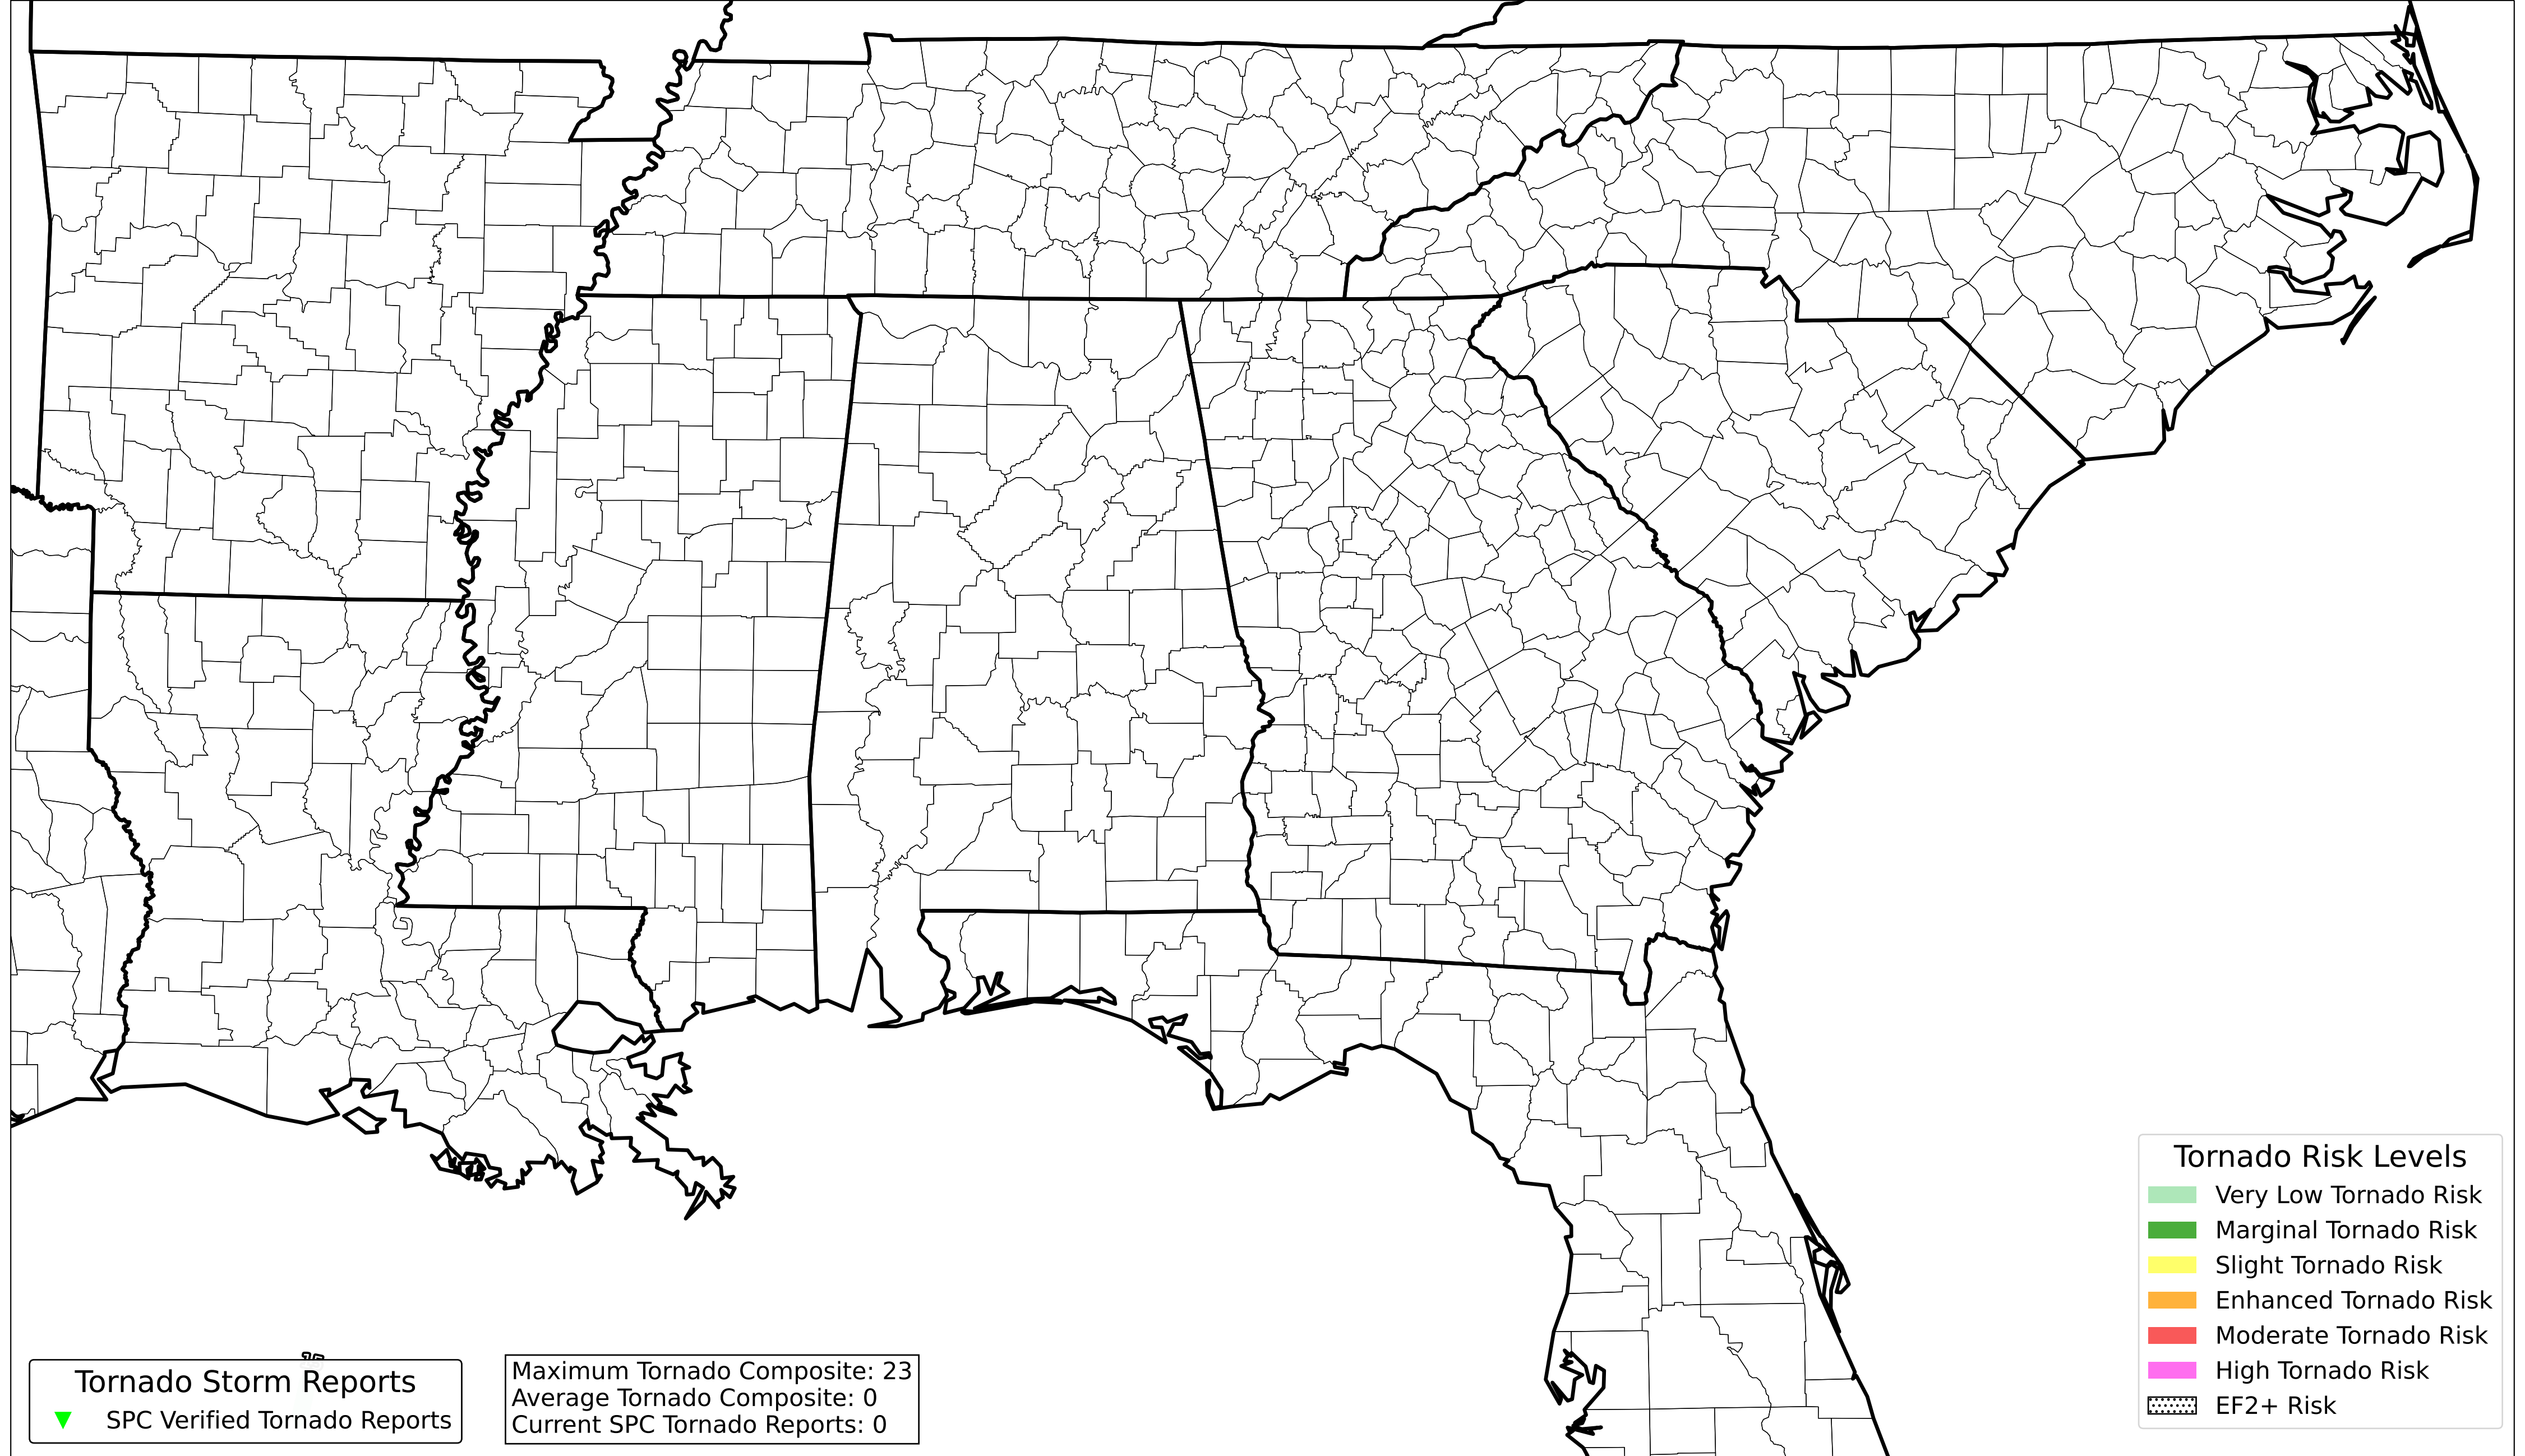 Tornado Storm Reports
SPC Verified Tornado Reports
Maximum Tornado Composite: 23
Average Tornado Composite: 0
Current SPC Tornado Reports: 0
Tornado Risk Levels
Very Low Tornado Risk
Marginal Tornado Risk
Slight Tornado Risk
Enhanced Tornado Risk
Moderate Tornado Risk
High Tornado Risk
EF2+ Risk